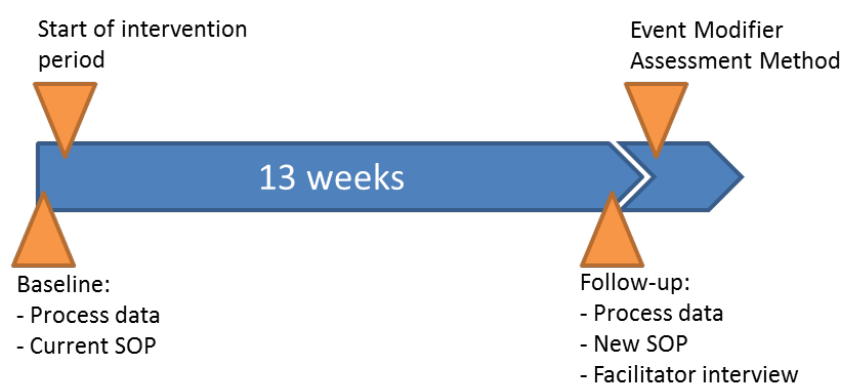 Start of intervention
period
Event Modifier
Assessment Method
13 weeks
Baseline:
- Process data
- Current SOP
Follow-up:
- Process data
- New SOP
- Facilitator interview